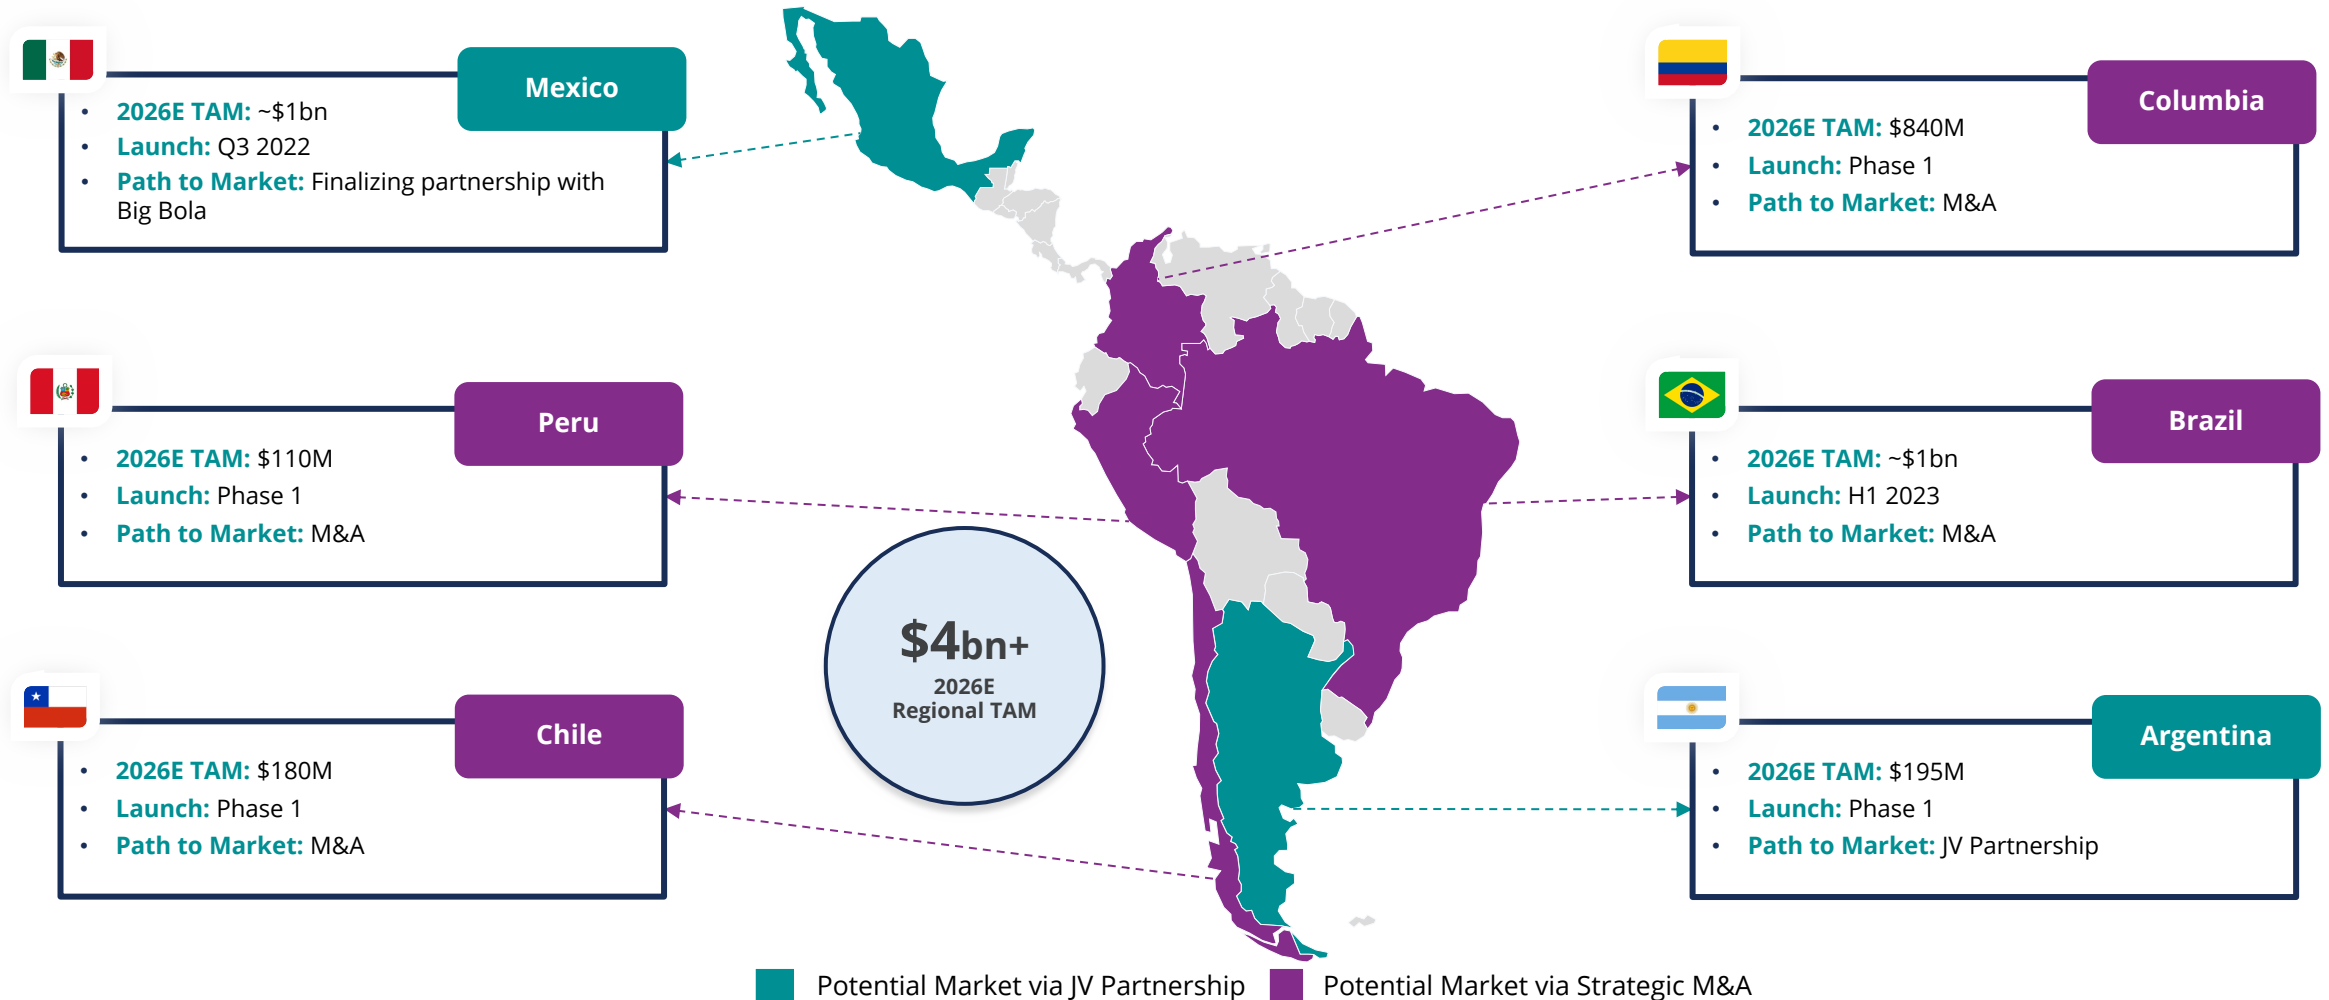 Mexico
• 2026E TAM: ~$1bn
• Launch: Q3 2022
• Path to Market: Finalizing partnership with
Big Bola
Columbia
• 2026E TAM: $840M
• Launch: Phase 1
• Path to Market: M&A
Peru
• 2026E TAM: $110M
• Launch: Phase 1
• Path to Market: M&A
Brazil
• 2026E TAM: ~$1bn
• Launch: H1 2023
• Path to Market: M&A
$4bn+
2026E
Regional TAM
Chile
• 2026E TAM: $180M
• Launch: Phase 1
• Path to Market: M&A
Argentina
• 2026E TAM: $195M
• Launch: Phase 1
• Path to Market: JV Partnership
Potential Market via JV Partnership
Potential Market via Strategic M&A